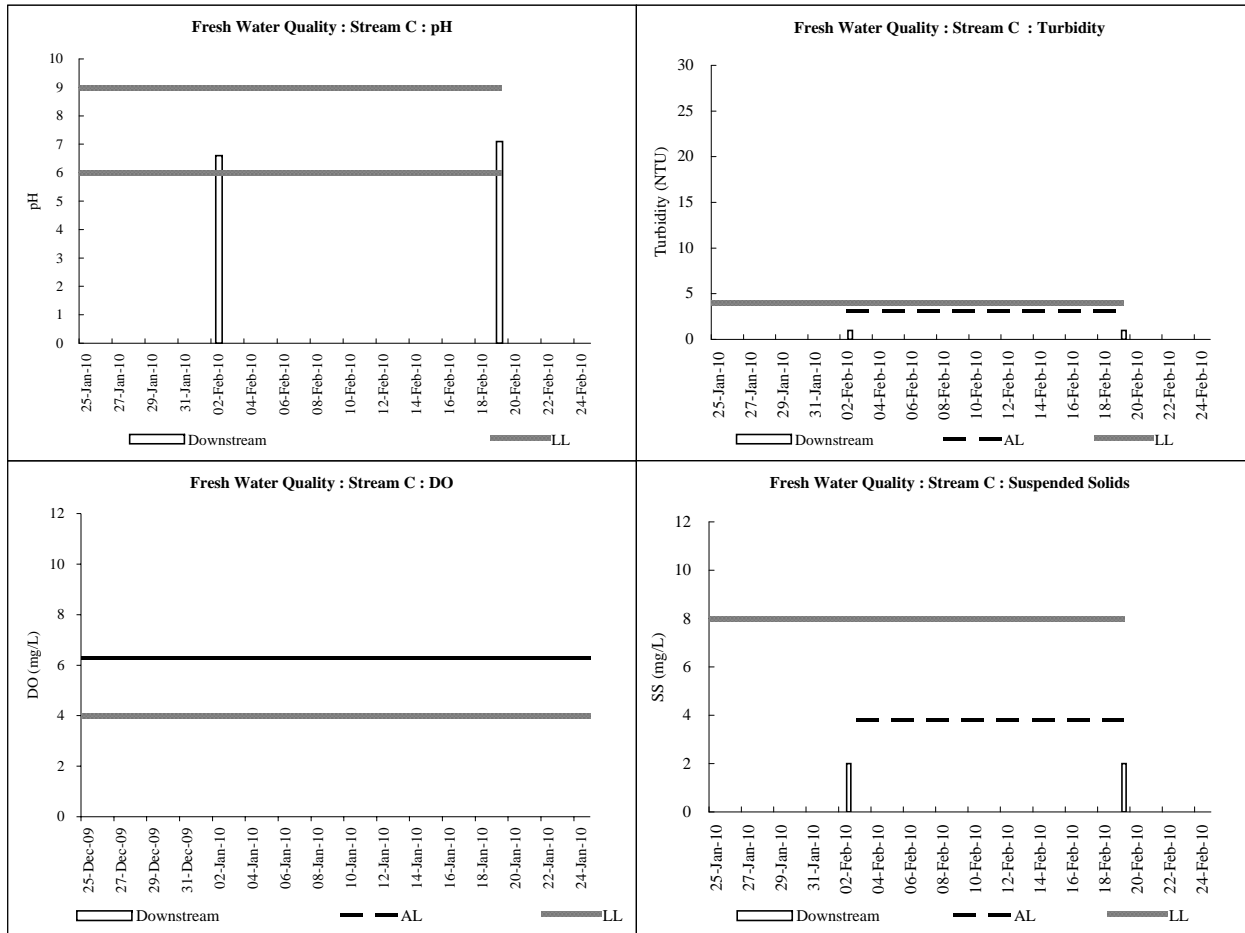 Fresh Water Quality : Stream C : pH
10
9
8
7
6
5
4
3
2
1
0
pH
25-Jan-10
27-Jan-10
29-Jan-10
31-Jan-10
02-Feb-10
04-Feb-10
06-Feb-10
08-Feb-10
10-Feb-10
12-Feb-10
14-Feb-10
16-Feb-10
18-Feb-10
20-Feb-10
22-Feb-10
24-Feb-10
Downstream LL
Fresh Water Quality : Stream C : Turbidity
30
25
20
15
10
5
0
Turbidity (NTU)
25-Jan-10
27-Jan-10
29-Jan-10
31-Jan-10
02-Feb-10
04-Feb-10
06-Feb-10
08-Feb-10
10-Feb-10
12-Feb-10
14-Feb-10
16-Feb-10
18-Feb-10
20-Feb-10
22-Feb-10
24-Feb-10
Downstream AL LL
Fresh Water Quality : Stream C : DO
12
10
8
6
4
2
0
DO (mg/L)
25-Dec-09
27-Dec-09
29-Dec-09
31-Dec-09
02-Jan-10
04-Jan-10
06-Jan-10
08-Jan-10
10-Jan-10
12-Jan-10
14-Jan-10
16-Jan-10
18-Jan-10
20-Jan-10
22-Jan-10
24-Jan-10
Downstream AL LL
Fresh Water Quality : Stream C : Suspended Solids
12
10
8
6
4
2
0
SS (mg/L)
25-Jan-10
27-Jan-10
29-Jan-10
31-Jan-10
02-Feb-10
04-Feb-10
06-Feb-10
08-Feb-10
10-Feb-10
12-Feb-10
14-Feb-10
16-Feb-10
18-Feb-10
20-Feb-10
22-Feb-10
24-Feb-10
Downstream AL LL